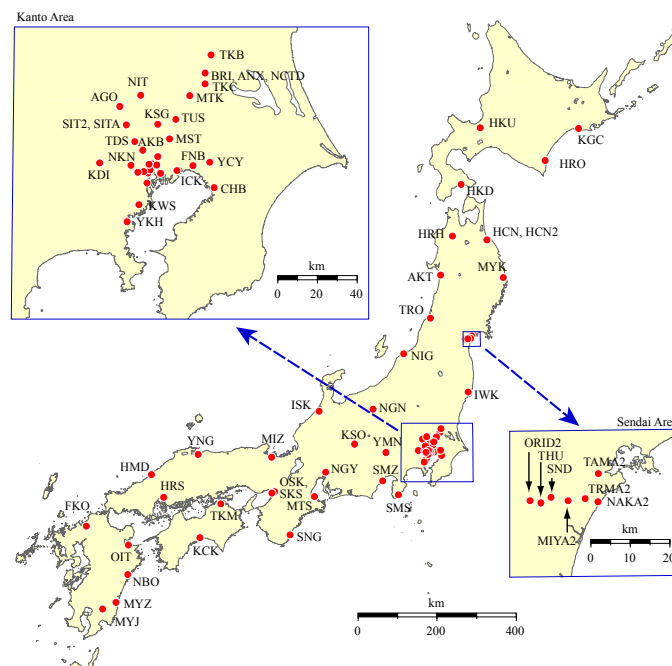 Kanto Area
TKB
BRI, ANX, NCTD
TKC
NIT
MTK
AGO
KSG
TUS
SIT2, SITA
TDS
AKB
MST
NKN
FNB
YCY
KDI
ICK
CHB
KWS
YKH
km
0 20 40
HKU
KGC
HRO
HKD
HRH
HCN, HCN2
MYK
AKT
TRO
NIG
IWK
ISK
NGN
KSO
YMN
YNG
MIZ
HMD
NGY
SMZ
OSK,
SKS
HRS
MTS
SMS
FKO
TKM
OIT
KCK
SNG
NBO
MYZ
MYJ
km
0 200 400
Sendai Area
ORID2
THU
SND
TAMA2
TRMA2
NAKA2
MIYA2
km
0 10 20